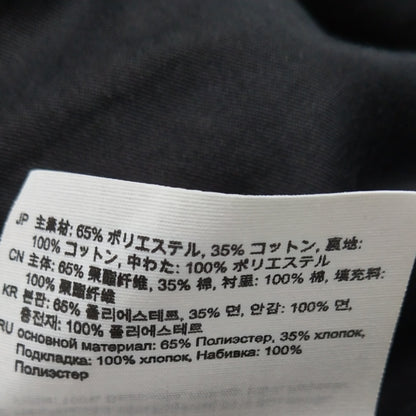 JP 主素材: 65% ポリエステル, 35% コットン, 裏地:
100% コットン, 中わた: 100% ポリエステル
CN 主体: 65% 聚酯纤维, 35% 棉, 衬里: 100% 棉, 填充料:
100% 聚酯纤维
KR 본판: 65% 폴리에스테르, 35% 면, 안감: 100% 면,
충전재: 100% 폴리에스테르
RU основной материал: 65% Полиэстер, 35% хлопок,
Подкладка: 100% хлопок, Набивка: 100%
Полиэстер